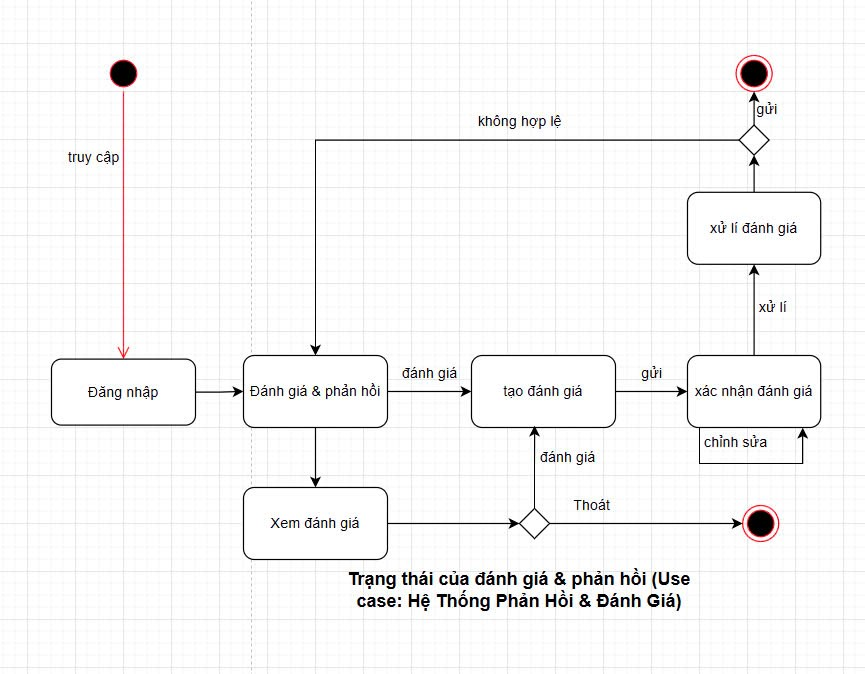 gửi
không hợp lệ
truy cập
xử lí đánh giá
xử lí
Đăng nhập
Đánh giá & phản hồi
đánh giá
tạo đánh giá
gửi
xác nhận đánh giá
chỉnh sửa
đánh giá
Xem đánh giá
Thoát
Trạng thái của đánh giá & phản hồi (Use
case: Hệ Thống Phản Hồi & Đánh Giá)